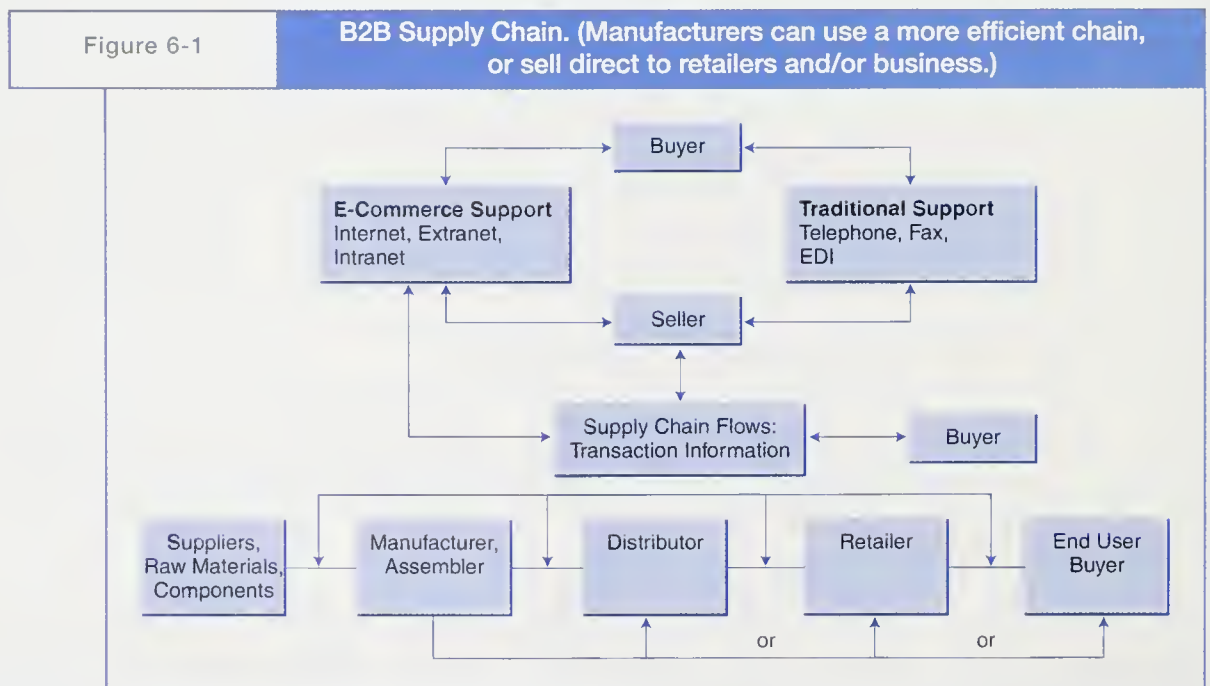 Figure 6-1
B2B Supply Chain. (Manufacturers can use a more efficient chain,
or sell direct to retailers and/or business.)
Buyer
E-Commerce Support
Internet, Extranet,
Intranet
Traditional Support
Telephone, Fax,
EDI
Seller
Supply Chain Flows:
Transaction Information
Buyer
Suppliers,
Raw Materials,
Components
Manufacturer,
Assembler
Distributor
Retailer
End User
Buyer
or
or